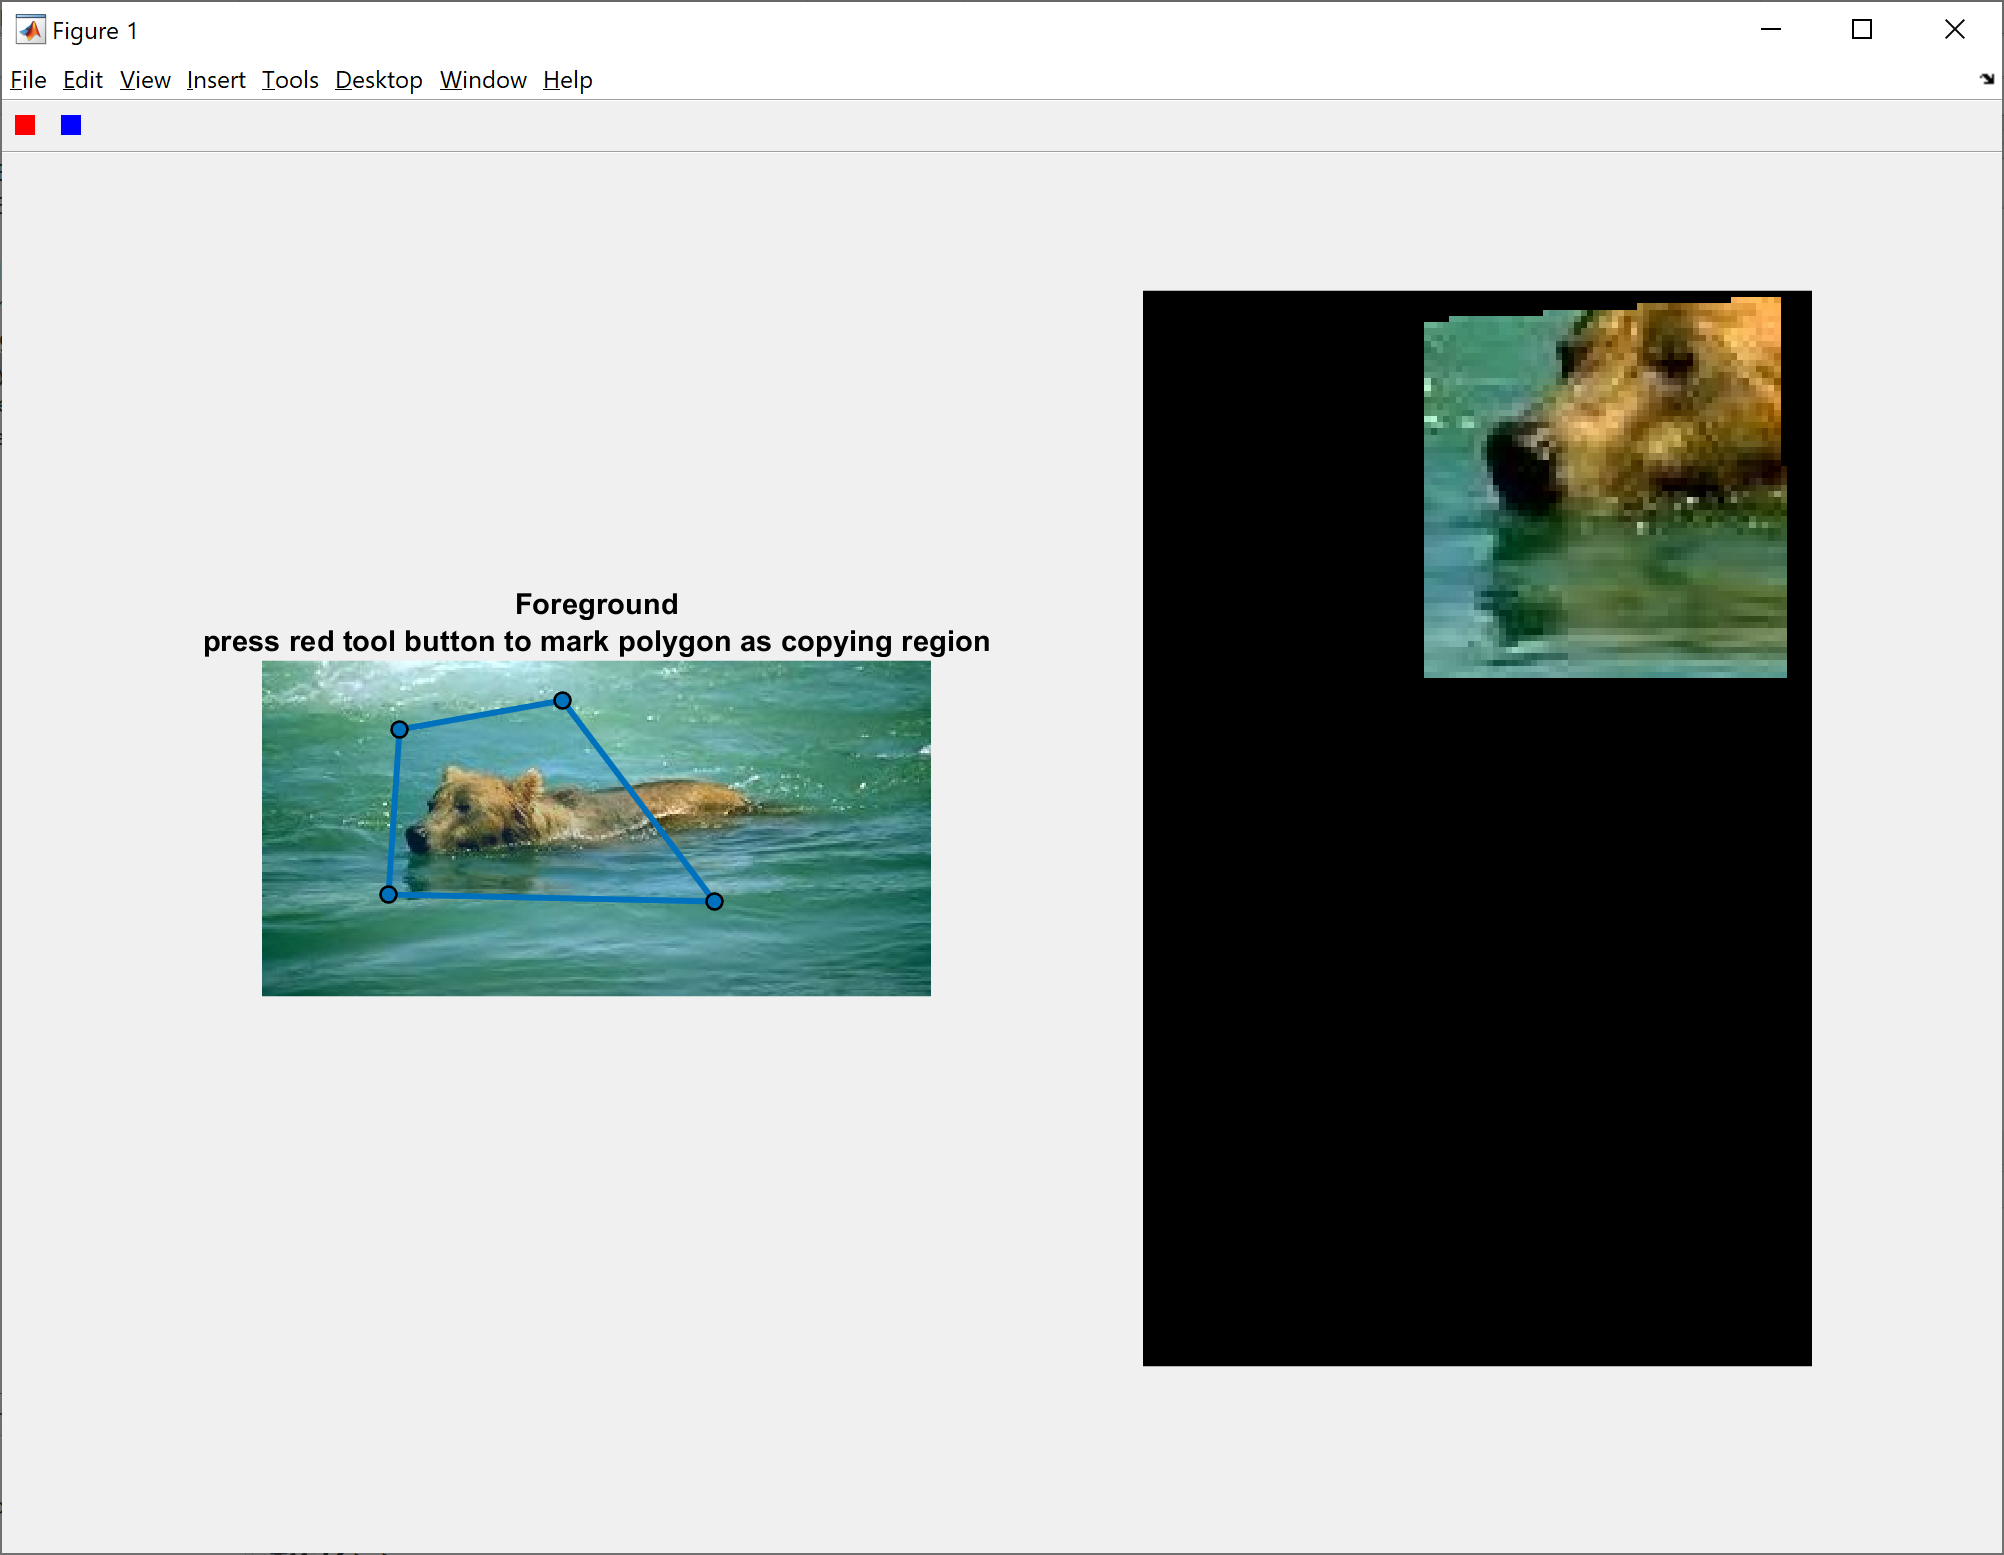 Figure 1
File Edit View Insert Tools Desktop Window Help
Foreground
press red tool button to mark polygon as copying region